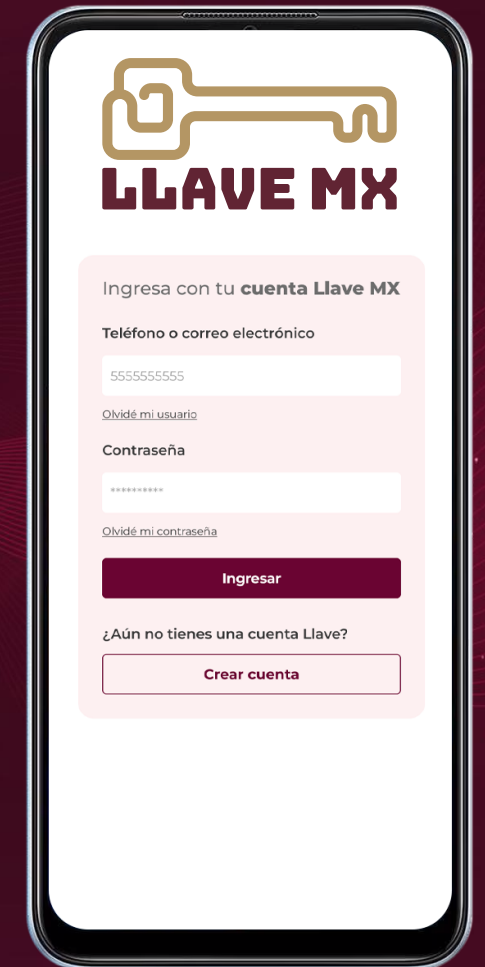 LLAVE MX
Ingresa con tu cuenta Llave MX
Teléfono o correo electrónico
5555555555
Olvidé mi usuario
Contraseña
**********
Olvidé mi contraseña
Ingresar
¿Aún no tienes una cuenta Llave?
Crear cuenta